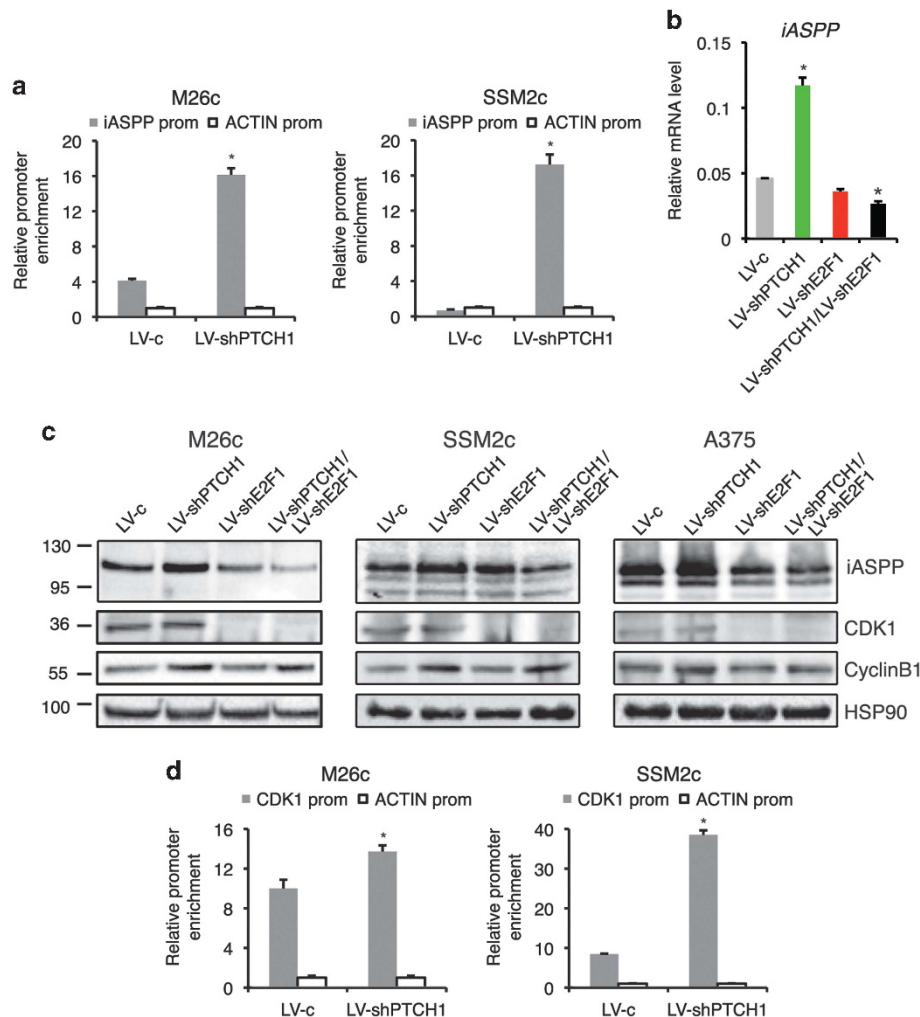 a
M26c
iASPP prom ACTIN prom
Relative promoter
enrichment
20
16
12
8
4
0
LV-c LV-shPTCH1
SSM2c
iASPP prom ACTIN prom
Relative promoter
enrichment
20
16
12
8
4
0
*
*
LV-c LV-shPTCH1
b
iASPP
Relative mRNA level
0.15
0.1
0.05
0
*
*
LV-c
LV-shPTCH1
LV-shE2F1
LV-shPTCH1/LV-shE2F1
c
M26c
SSM2c
A375
LV-c
LV-shPTCH1
LV-shE2F1
LV-shPTCH1/
LV-shE2F1
LV-c
LV-shPTCH1
LV-shE2F1
LV-shPTCH1/
LV-shE2F1
LV-c
LV-shPTCH1
LV-shE2F1
LV-shPTCH1/
LV-shE2F1
130
95
iASPP
36
CDK1
55
CyclinB1
100
HSP90
d
M26c
CDK1 prom ACTIN prom
Relative promoter
enrichment
16
12
8
4
0
*
LV-c LV-shPTCH1
SSM2c
CDK1 prom ACTIN prom
Relative promoter
enrichment
40
30
20
10
0
*
LV-c LV-shPTCH1